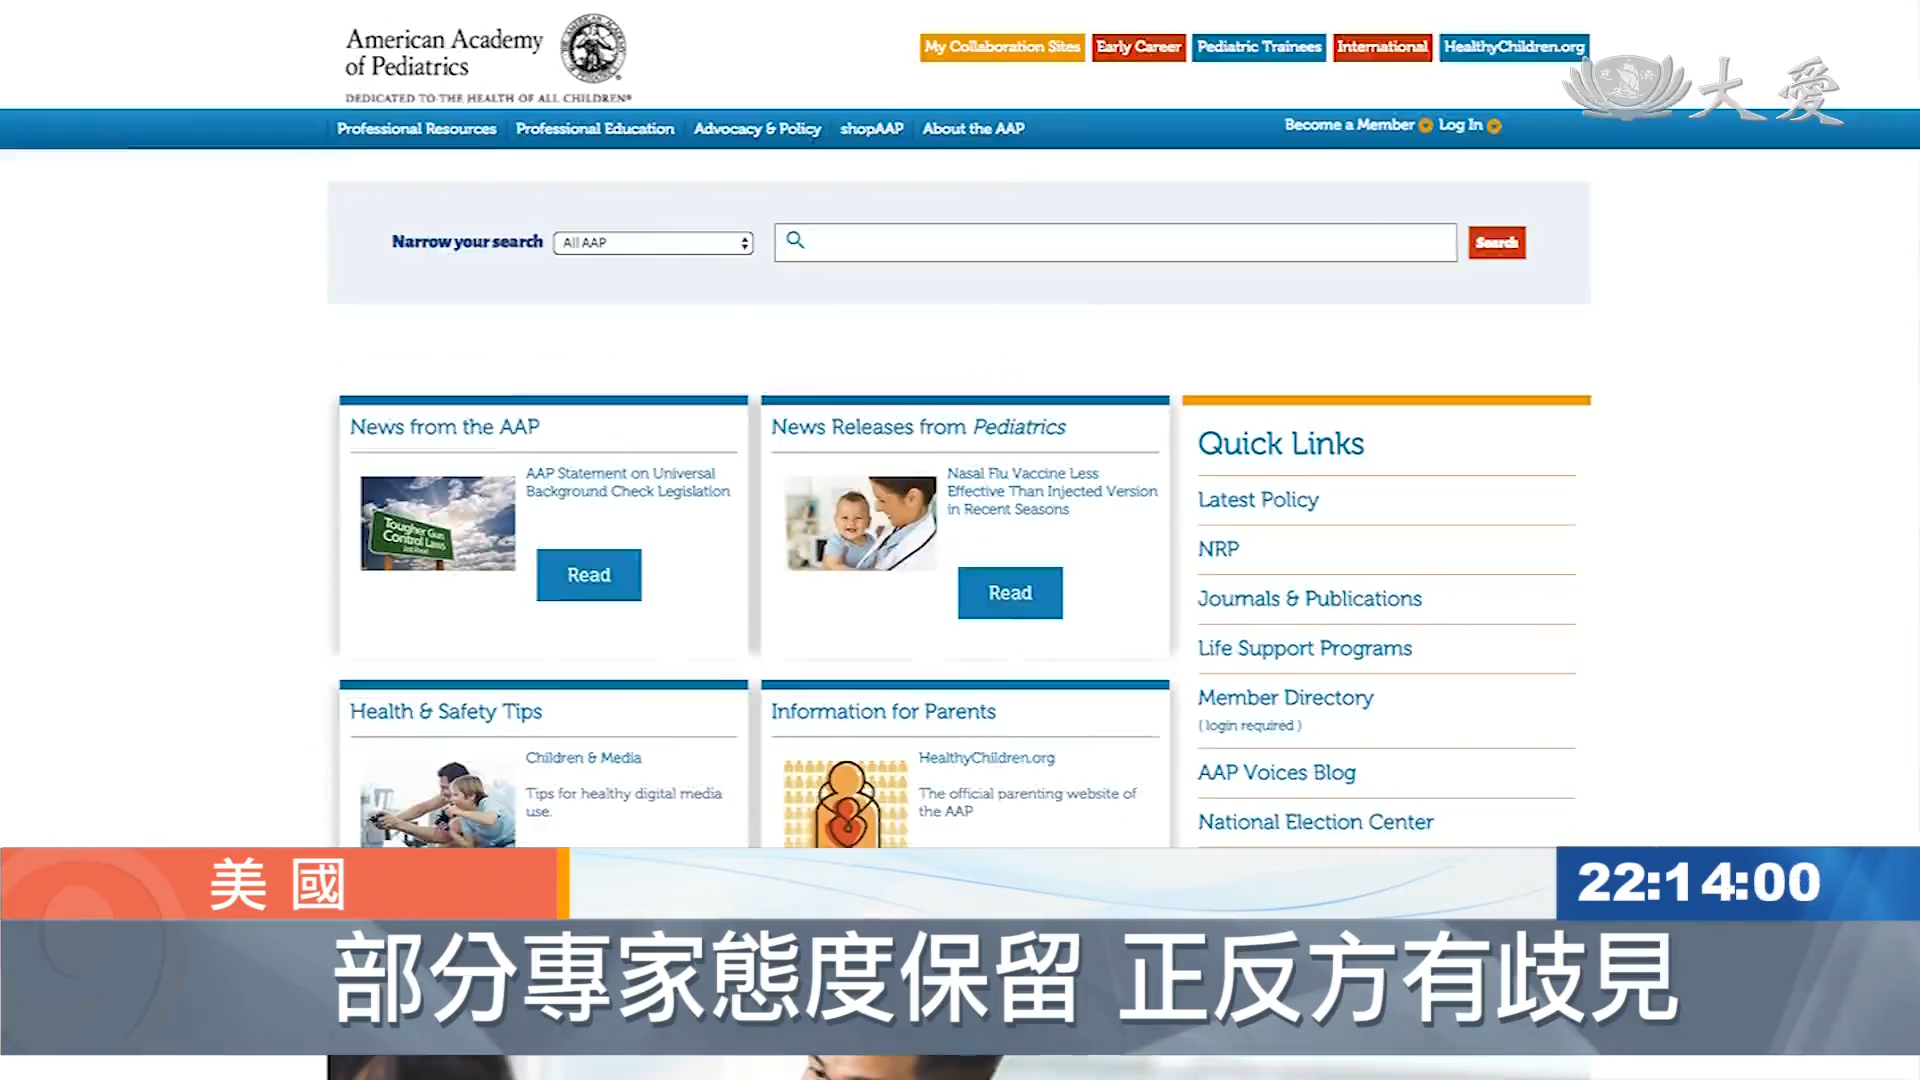 American Academy
of Pediatrics
DEDICATED TO THE HEALTH OF ALL CHILDREN®
My Collaboration Sites
Early Career
Pediatric Trainees
International
HealthyChildren.org
大愛
Professional Resources
Professional Education
Advocacy & Policy
shopAAP
About the AAP
Become a Member
Log In
Narrow your search
All AAP
Search
News from the AAP
AAP Statement on Universal
Background Check Legislation
Tougher Gun
Control Laws
Read
News Releases from Pediatrics
Nasal Flu Vaccine Less
Effective Than Injected Version
in Recent Seasons
Read
Quick Links
Latest Policy
NRP
Journals & Publications
Life Support Programs
Member Directory
( login required )
AAP Voices Blog
National Election Center
Health & Safety Tips
Children & Media
Tips for healthy digital media
use.
Information for Parents
HealthyChildren.org
The official parenting website of
the AAP
美國
22:14:00
部分專家態度保留 正反方有歧見